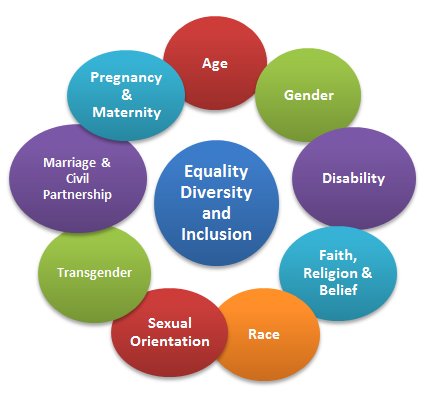 Age
Gender
Disability
Faith,
Religion &
Belief
Race
Sexual
Orientation
Transgender
Marriage &
Civil
Partnership
Pregnancy
&
Maternity
Equality
Diversity
and
Inclusion